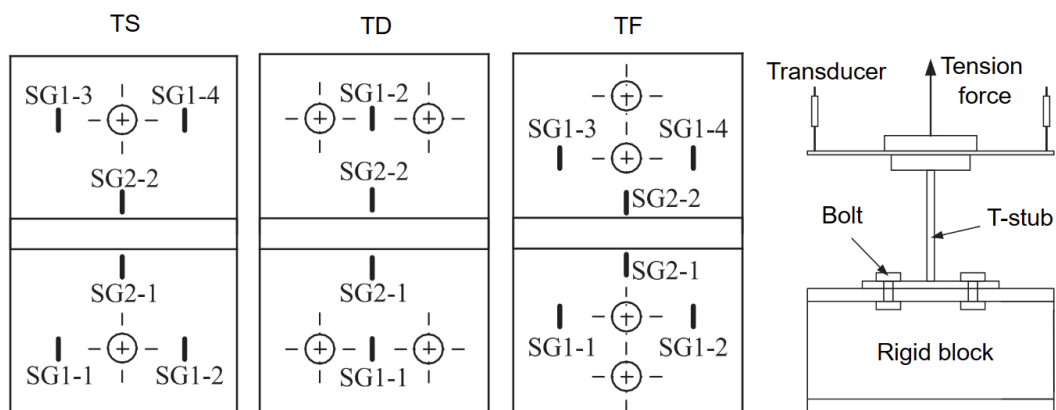 TS
SG1-3
SG1-4
SG2-2
SG2-1
SG1-1
SG1-2
TD
SG1-2
SG2-2
SG2-1
SG1-1
TF
SG1-3
SG1-4
SG2-2
SG2-1
SG1-1
SG1-2
Transducer
Tension
force
Bolt
T-stub
Rigid block